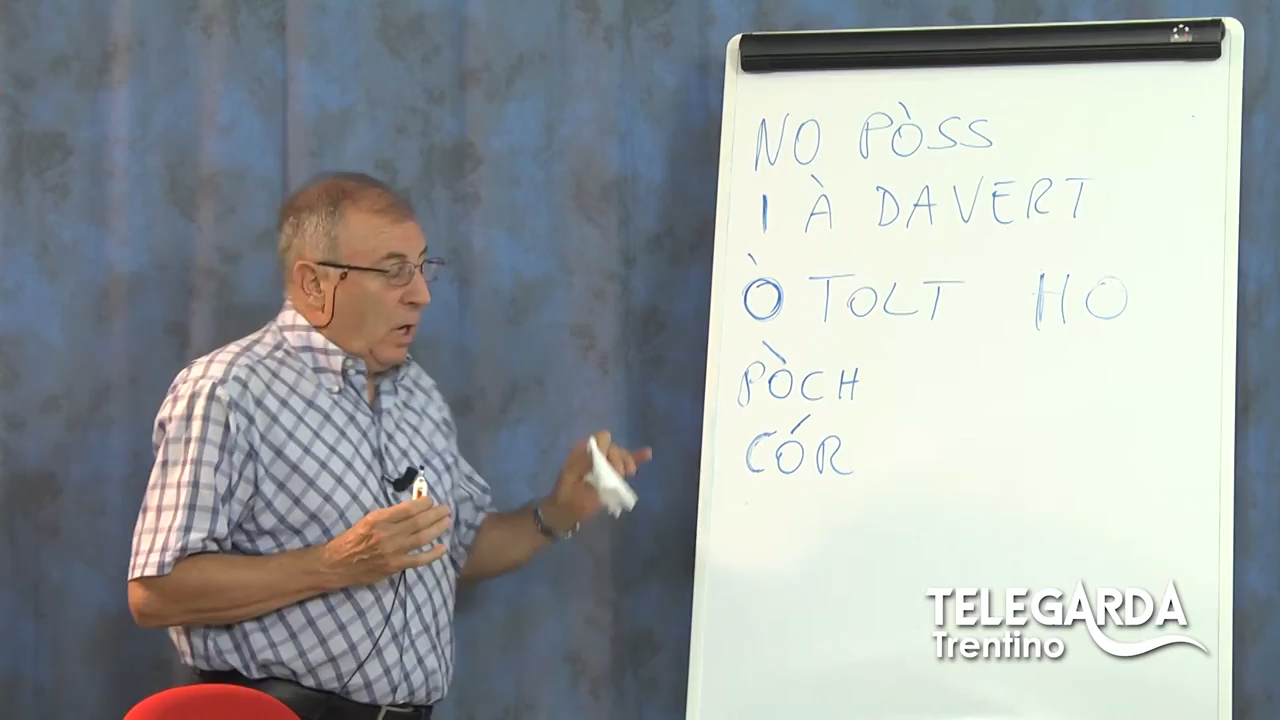 NO PÒSS
I À DAVERT
Ò TOLT HO
PÒCH
CÓR
TELEGARDA
Trentino